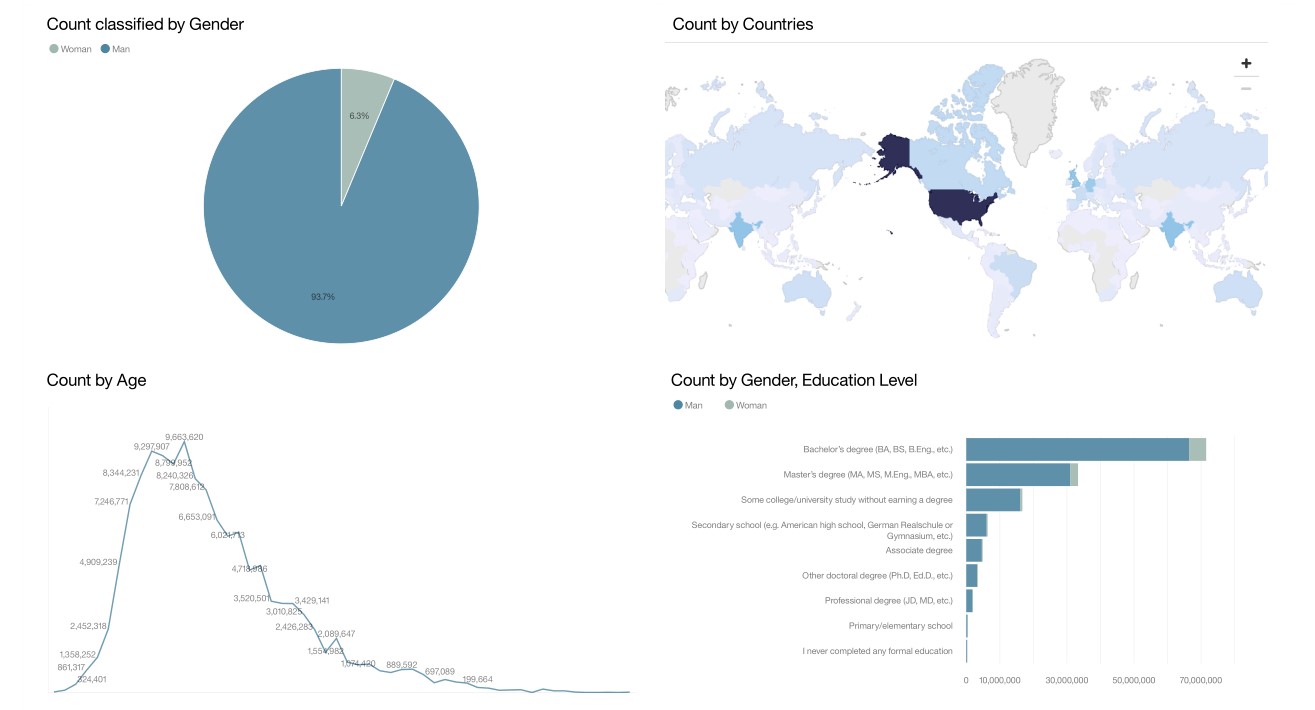 Count classified by Gender
Woman Man
6.3%
93.7%
Count by Countries
+
−
Count by Age
9,663,620
9,297,907
8,799,952
8,344,231
8,240,326
7,808,612
7,246,771
6,653,091
6,021,713
4,909,239
4,718,986
3,520,501
3,429,141
3,010,825
2,452,318
2,426,283
2,089,647
1,554,982
1,358,252
1,071,420
889,592
861,317
697,089
324,401
199,664
Count by Gender, Education Level
Man Woman
Bachelor's degree (BA, BS, B.Eng., etc.)
Master's degree (MA, MS, M.Eng., MBA, etc.)
Some college/university study without earning a degree
Secondary school (e.g. American high school, German Realschule or
Gymnasium, etc.)
Associate degree
Other doctoral degree (Ph.D, Ed.D., etc.)
Professional degree (JD, MD, etc.)
Primary/elementary school
I never completed any formal education
0 10,000,000 30,000,000 50,000,000 70,000,000